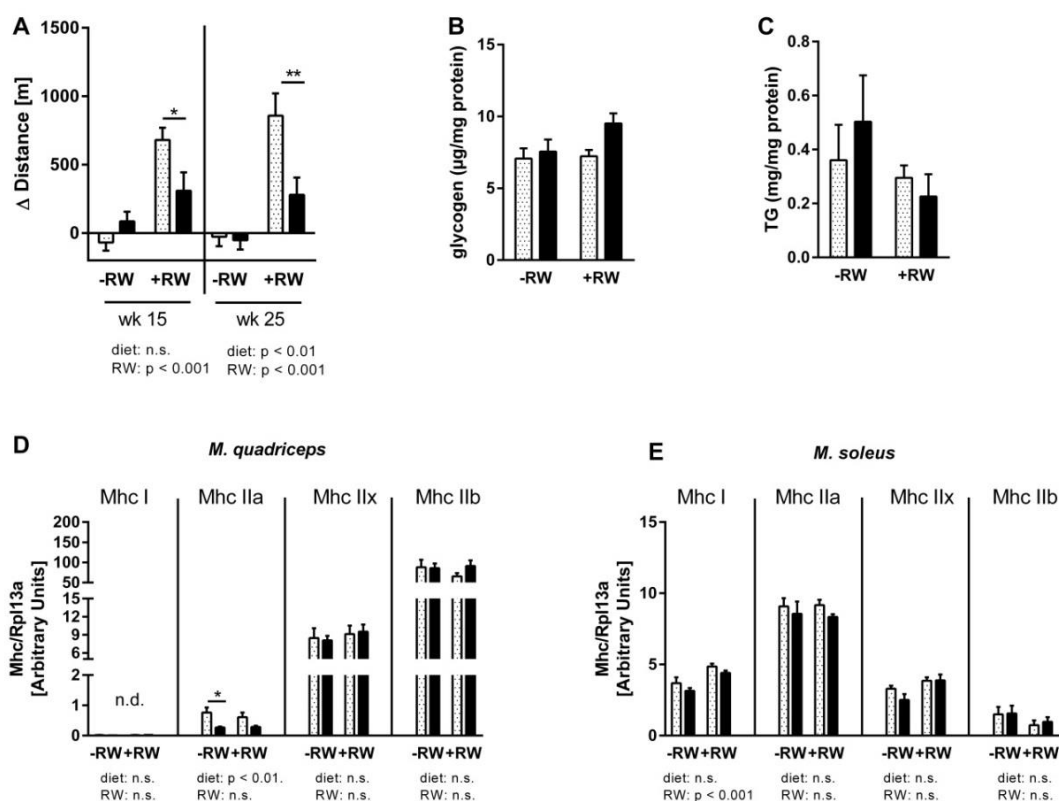 A
Δ Distance [m]
1500
1000
500
0
*
**
-RW +RW -RW +RW
wk 15 wk 25
diet: n.s. diet: p < 0.01
RW: p < 0.001 RW: p < 0.001
B
glycogen (µg/mg protein)
15
10
5
0
-RW +RW
C
TG (mg/mg protein)
0.8
0.6
0.4
0.2
0.0
-RW +RW
D
M. quadriceps
Mhc I Mhc IIa Mhc IIx Mhc IIb
Mhc/Rpl13a
[Arbitrary Units]
200
150
100
50
15
12
9
6
2
1
0
n.d.
*
-RW+RW -RW+RW -RW+RW -RW+RW
diet: n.s. diet: p < 0.01. diet: n.s. diet: n.s.
RW: n.s. RW: n.s. RW: n.s. RW: n.s.
E
M. soleus
Mhc I Mhc IIa Mhc IIx Mhc IIb
Mhc/Rpl13a
[Arbitrary Units]
15
10
5
0
-RW+RW -RW+RW -RW+RW -RW+RW
diet: n.s. diet: n.s. diet: n.s. diet: n.s.
RW: p < 0.001 RW: n.s. RW: n.s. RW: n.s.